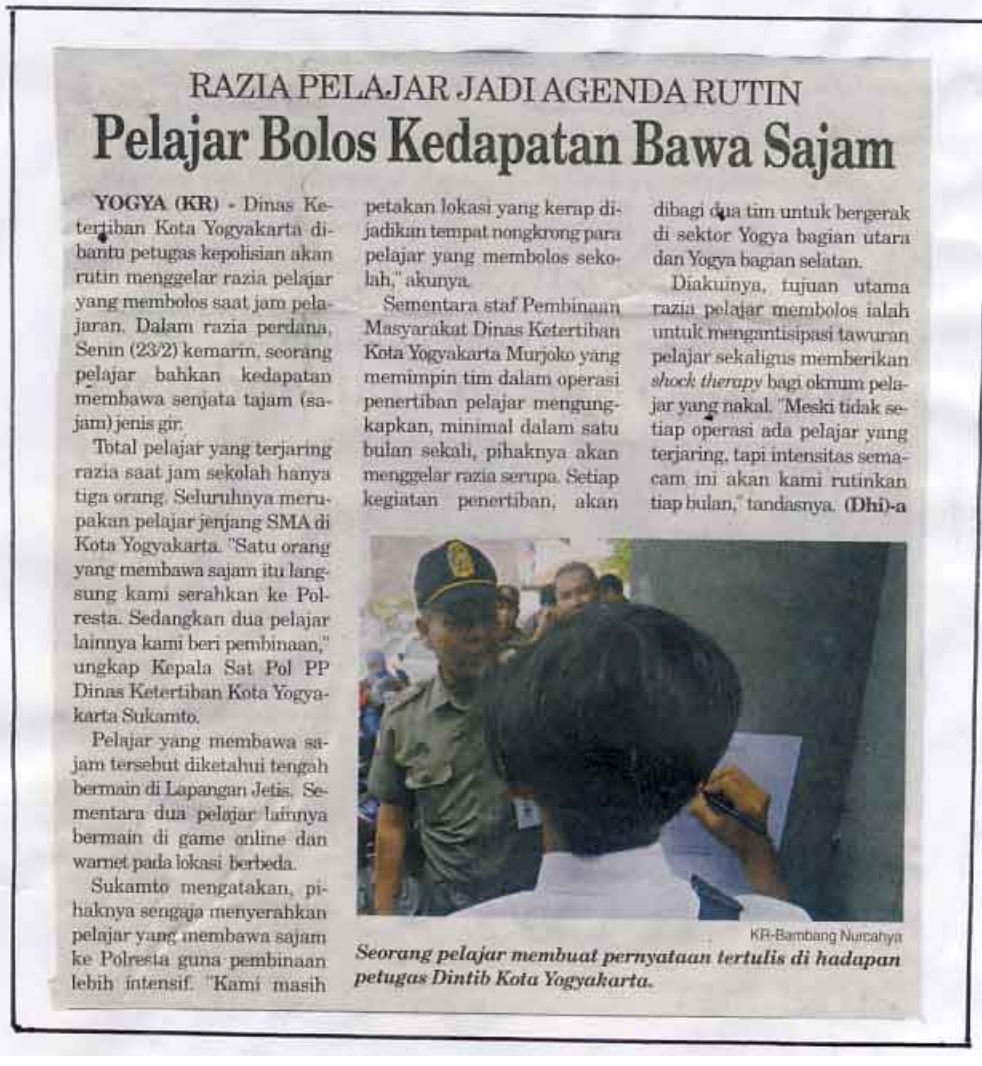 RAZIA PELAJAR JADI AGENDA RUTIN
Pelajar Bolos Kedapatan Bawa Sajam
YOGYA (KR) - Dinas Ke-
tertiban Kota Yogyakarta di-
bantu petugas kepolisian akan
rutin menggelar razia pelajar
yang membolos saat jam pela-
jaran. Dalam razia perdana,
Senin (23/2) kemarin, seorang
pelajar bahkan kedapatan
membawa senjata tajam (sa-
jam) jenis gir.
Total pelajar yang terjaring
razia saat jam sekolah hanya
tiga orang. Seluruhnya meru-
pakan pelajar jenjang SMA di
Kota Yogyakarta. "Satu orang
yang membawa sajam itu lang-
sung kami serahkan ke Pol-
resta. Sedangkan dua pelajar
lainnya kami beri pembinaan,"
ungkap Kepala Sat Pol PP
Dinas Ketertiban Kota Yogya-
karta Sukamto.
Pelajar yang membawa sa-
jam tersebut diketahui tengah
bermain di Lapangan Jetis. Se-
mentara dua pelajar lainnya
bermain di game online dan
warnet pada lokasi berbeda.
Sukamto mengatakan, pi-
haknya sengaja menyerahkan
pelajar yang membawa sajam
ke Polresta guna pembinaan
lebih intensif. "Kami masih
petakan lokasi yang kerap di-
jadikan tempat nongkrong para
pelajar yang membolos seko-
lah," akunya.
Sementara staf Pembinaan
Masyarakat Dinas Ketertiban
Kota Yogyakarta Murjoko yang
memimpin tim dalam operasi
penertiban pelajar mengung-
kapkan, minimal dalam satu
bulan sekali, pihaknya akan
menggelar razia serupa. Setiap
kegiatan penertiban, akan
dibagi dua tim untuk bergerak
di sektor Yogya bagian utara
dan Yogya bagian selatan.
Diakuinya, tujuan utama
razia pelajar membolos ialah
untuk mengantisipasi tawuran
pelajar sekaligus memberikan
shock therapy bagi oknum pela-
jar yang nakal. "Meski tidak se-
tiap operasi ada pelajar yang
terjaring, tapi intensitas sema-
cam ini akan kami rutinkan
tiap bulan," tandasnya. (Dhi)-a
KR-Bambang Nurcahya
Seorang pelajar membuat pernyataan tertulis di hadapan
petugas Dintib Kota Yogyakarta.